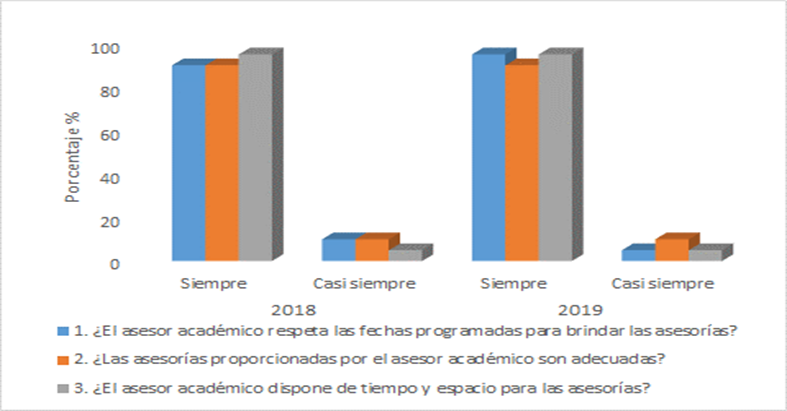 100
80
60
40
20
0
Porcentaje %
Siempre Casi siempre Siempre Casi siempre
2018 2019
1. ¿El asesor académico respeta las fechas programadas para brindar las asesorías?
2. ¿Las asesorías proporcionadas por el asesor académico son adecuadas?
3. ¿El asesor académico dispone de tiempo y espacio para las asesorías?